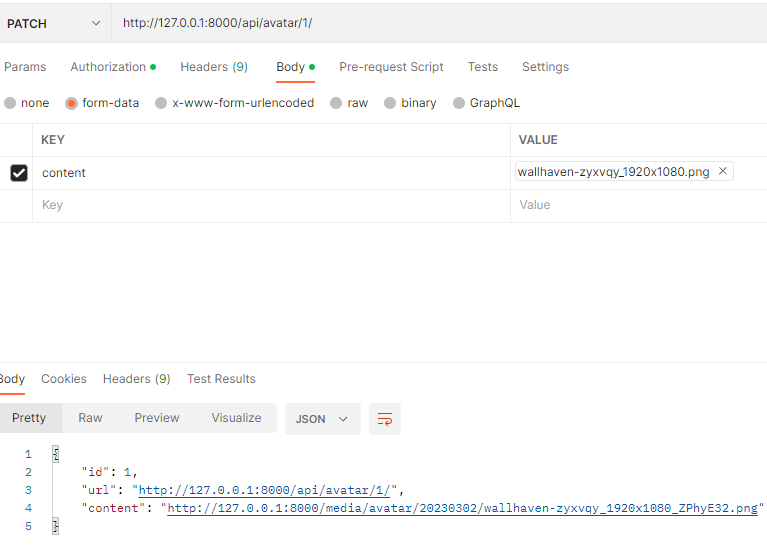 PATCH http://127.0.0.1:8000/api/avatar/1/
Params Authorization Headers (9) Body Pre-request Script Tests Settings
none form-data x-www-form-urlencoded raw binary GraphQL
KEY VALUE
content wallhaven-zyxvqy_1920x1080.png ×
Key Value
Body Cookies Headers (9) Test Results
Pretty Raw Preview Visualize JSON
1 {
2 "id": 1,
3 "url": "http://127.0.0.1:8000/api/avatar/1/",
4 "content": "http://127.0.0.1:8000/media/avatar/20230302/wallhaven-zyxvqy_1920x1080_ZPhyE32.png"
5 }